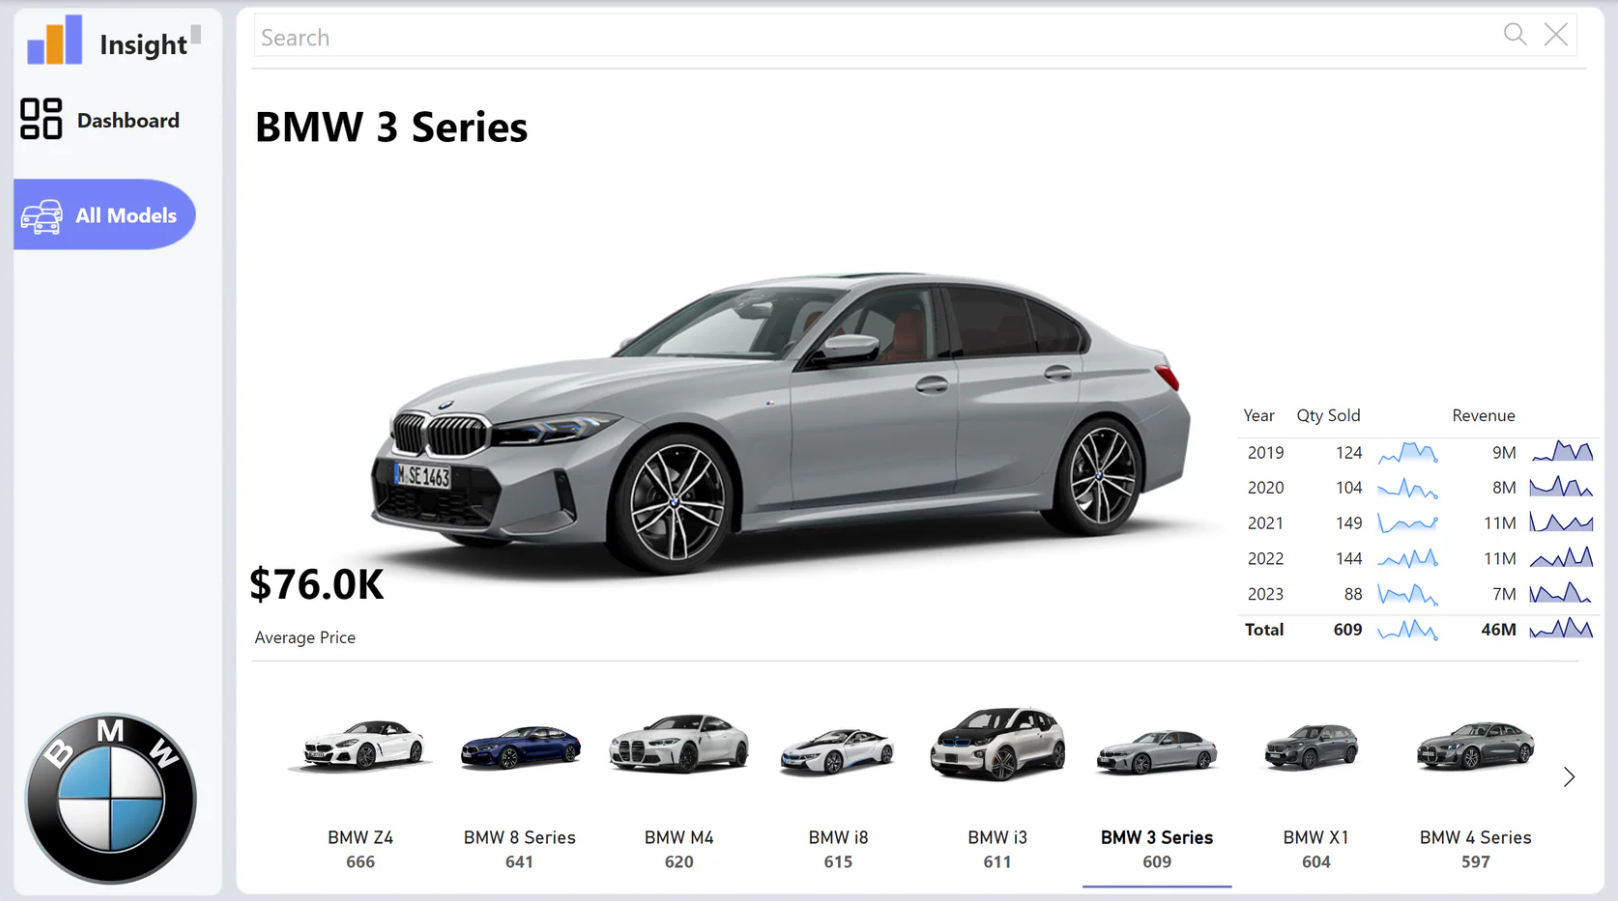 Insight
Search
Dashboard
All Models
BMW 3 Series
M SE 1463
$76.0K
Average Price
Year Qty Sold Revenue
2019 124 9M
2020 104 8M
2021 149 11M
2022 144 11M
2023 88 7M
Total 609 46M
BMW
BMW Z4 BMW 8 Series BMW M4 BMW i8 BMW i3 BMW 3 Series BMW X1 BMW 4 Series
666 641 620 615 611 609 604 597